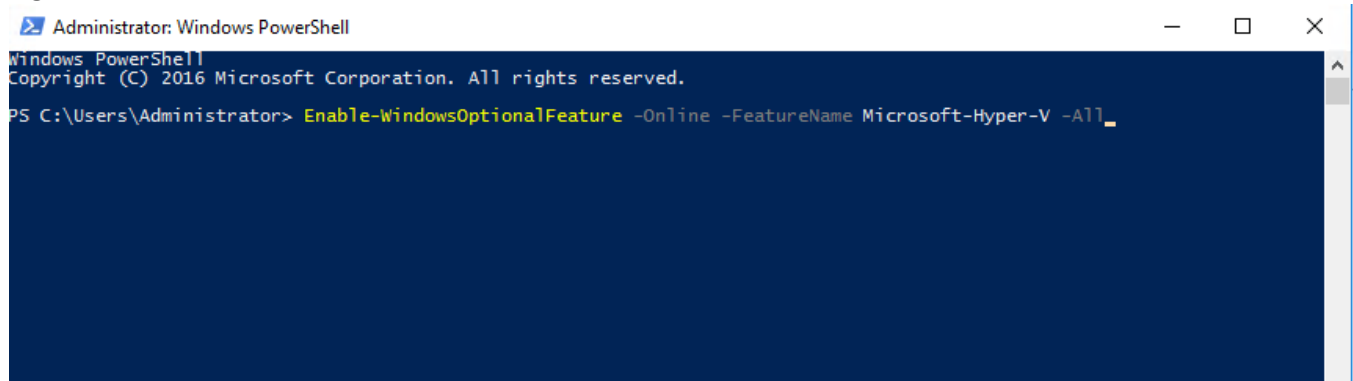 Administrator: Windows PowerShell
Windows PowerShell
Copyright (C) 2016 Microsoft Corporation. All rights reserved.
PS C:\Users\Administrator> Enable-WindowsOptionalFeature -Online -FeatureName Microsoft-Hyper-V -All